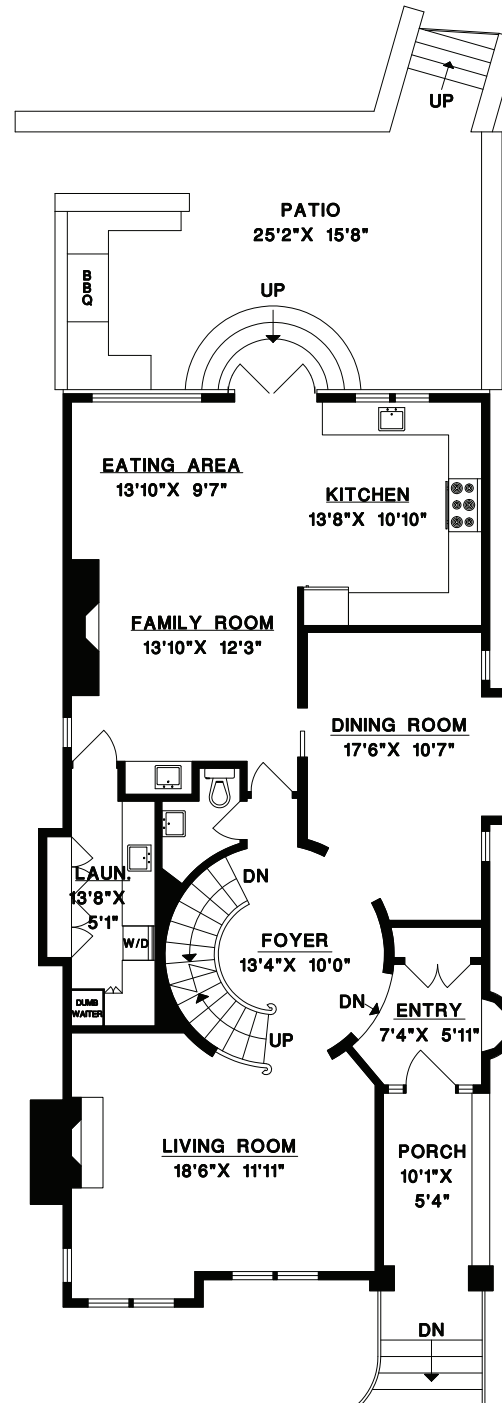 UP
PATIO
25'2"X 15'8"
BBQ
UP
EATING AREA
13'10"X 9'7"
KITCHEN
13'8"X 10'10"
FAMILY ROOM
13'10"X 12'3"
DINING ROOM
17'6"X 10'7"
LAUN.
13'8"X
5'1"
DN
W/D
FOYER
13'4"X 10'0"
DN
DUMB
WAITER
ENTRY
7'4"X 5'11"
UP
LIVING ROOM
18'6"X 11'11"
PORCH
10'1"X
5'4"
DN